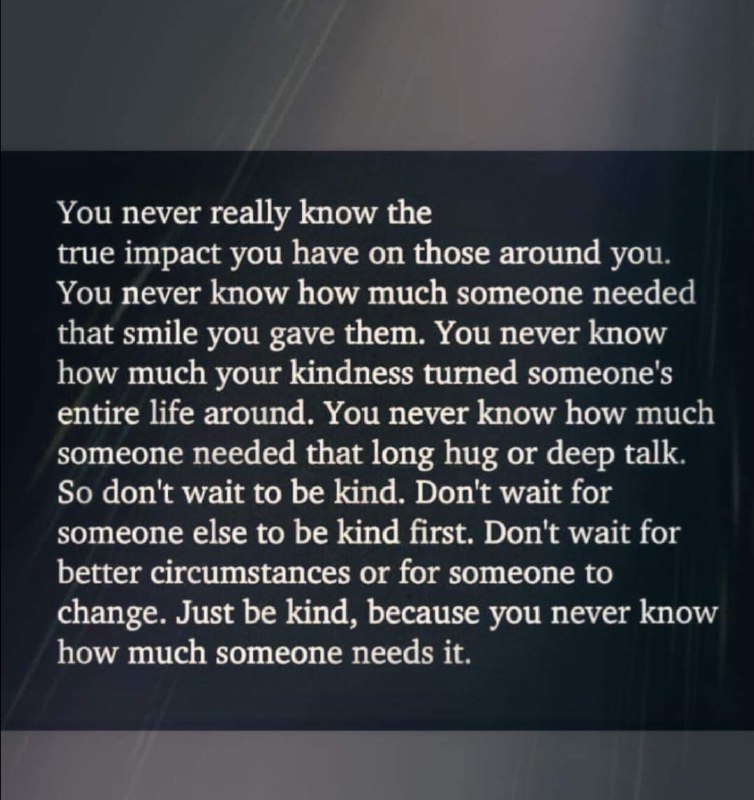 You never really know the
true impact you have on those around you.
You never know how much someone needed
that smile you gave them. You never know
how much your kindness turned someone's
entire life around. You never know how much
someone needed that long hug or deep talk.
So don't wait to be kind. Don't wait for
someone else to be kind first. Don't wait for
better circumstances or for someone to
change. Just be kind, because you never know
how much someone needs it.